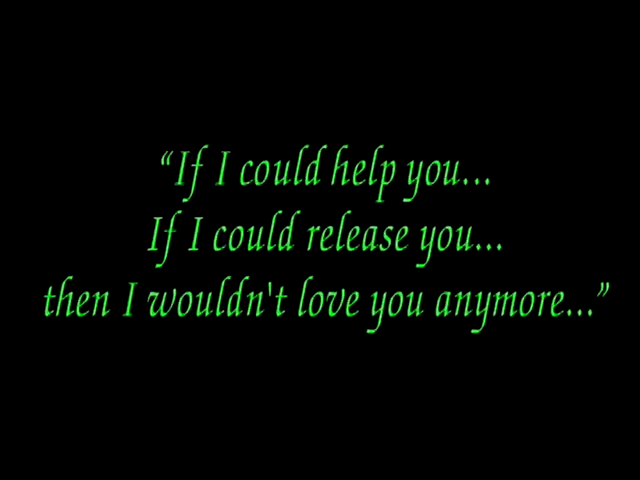 “If I could help you...
If I could release you...
then I wouldn't love you anymore...”